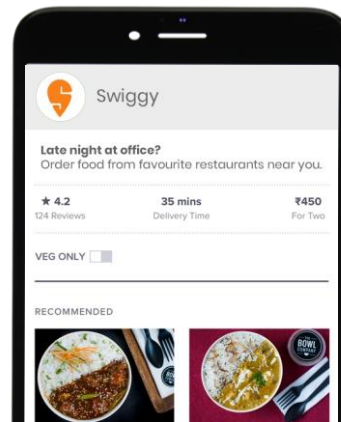 Swiggy
Late night at office?
Order food from favourite restaurants near you.
★ 4.2 35 mins ₹450
124 Reviews Delivery Time For Two
VEG ONLY
RECOMMENDED
BOWL